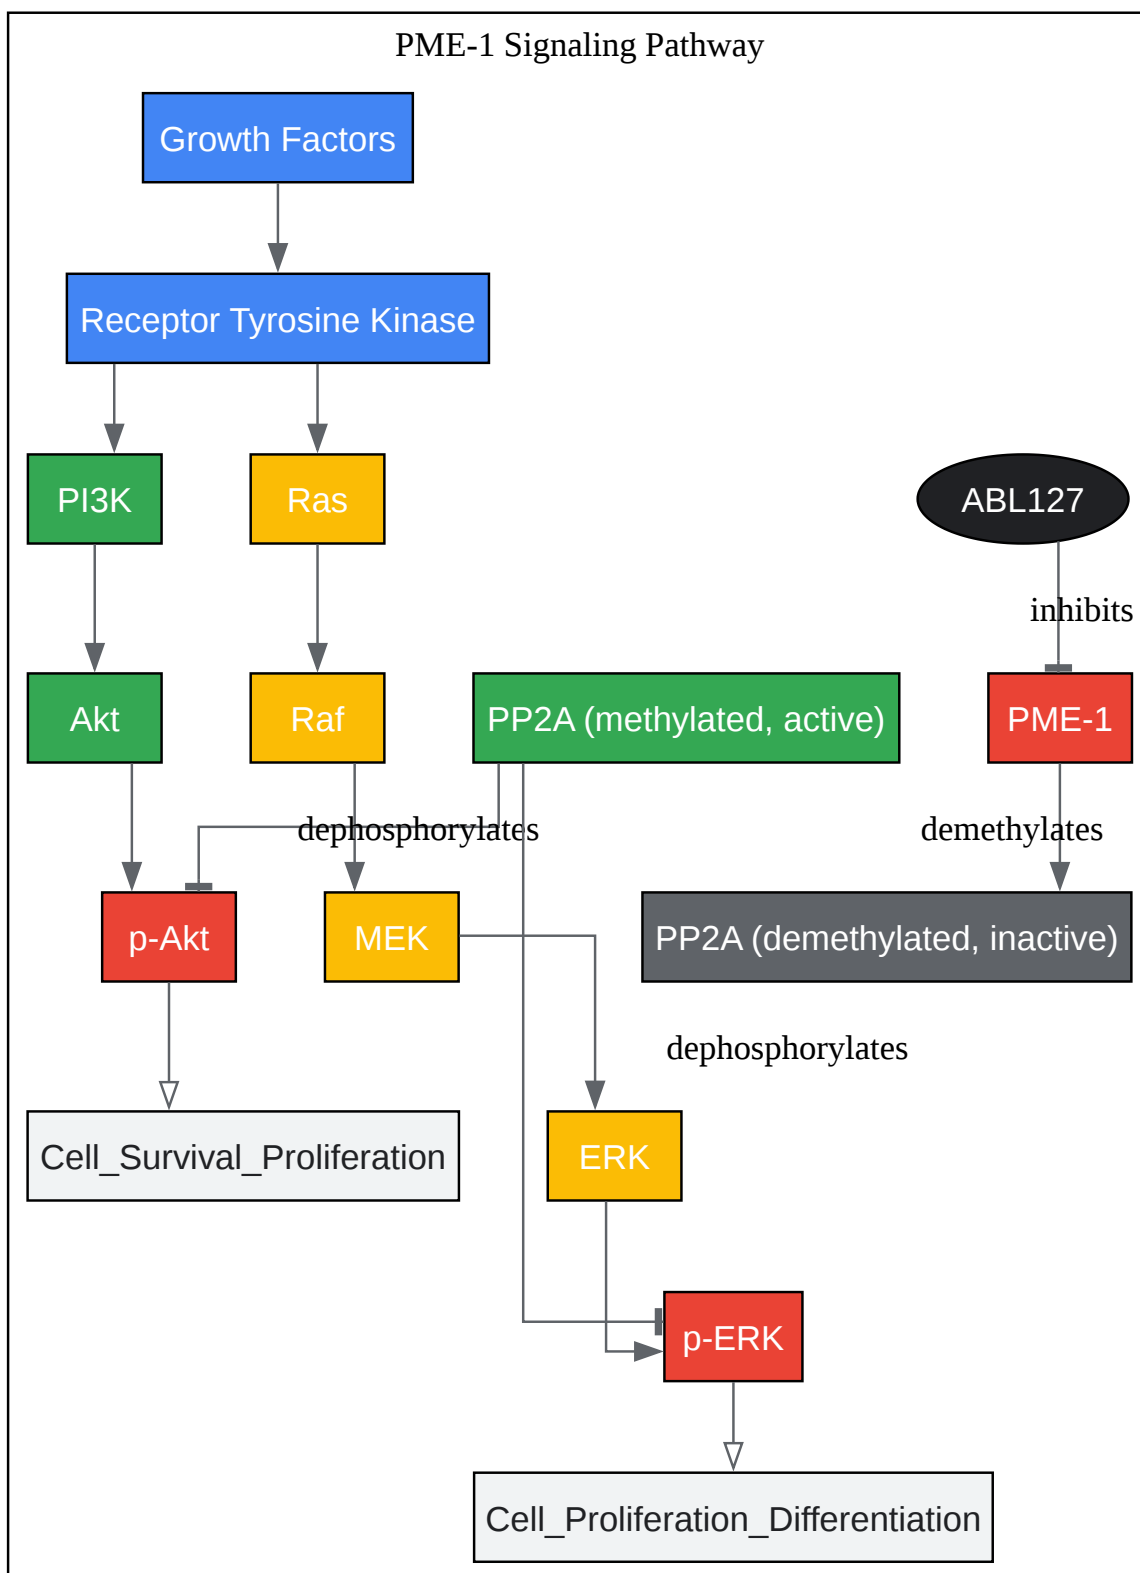 PME-1 Signaling Pathway
Growth Factors
Receptor Tyrosine Kinase
PI3K
Ras
ABL127
inhibits
Akt
Raf
PP2A (methylated, active)
PME-1
dephosphorylates
demethylates
p-Akt
MEK
PP2A (demethylated, inactive)
dephosphorylates
Cell_Survival_Proliferation
ERK
p-ERK
Cell_Proliferation_Differentiation